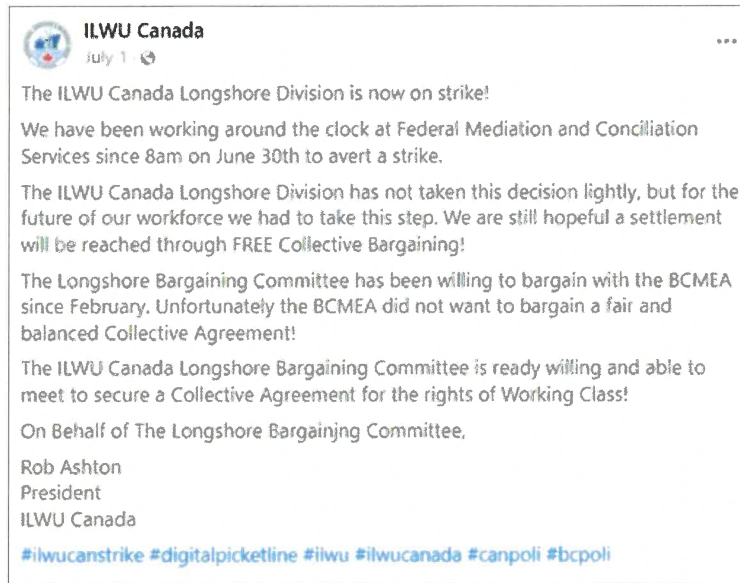 ILWU Canada
July 1
The ILWU Canada Longshore Division is now on strike!
We have been working around the clock at Federal Mediation and Conciliation
Services since 8am on June 30th to avert a strike.
The ILWU Canada Longshore Division has not taken this decision lightly, but for the
future of our workforce we had to take this step. We are still hopeful a settlement
will be reached through FREE Collective Bargaining!
The Longshore Bargaining Committee has been willing to bargain with the BCMEA
since February. Unfortunately the BCMEA did not want to bargain a fair and
balanced Collective Agreement!
The ILWU Canada Longshore Bargaining Committee is ready willing and able to
meet to secure a Collective Agreement for the rights of Working Class!
On Behalf of The Longshore Bargainjng Committee,
Rob Ashton
President
ILWU Canada
#ilwucanstrike #digitalpicketline #ilwu #ilwucanada #canpoli #bcpoli